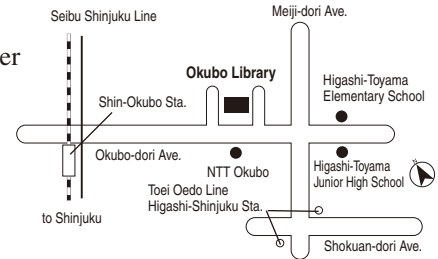 Seibu Shinjuku Line
Meiji-dori Ave.
er
Okubo Library
Higashi-Toyama
Elementary School
Shin-Okubo Sta.
Okubo-dori Ave.
NTT Okubo
Higashi-Toyama
Junior High School
N
Toei Oedo Line
Higashi-Shinjuku Sta.
to Shinjuku
Shokuan-dori Ave.